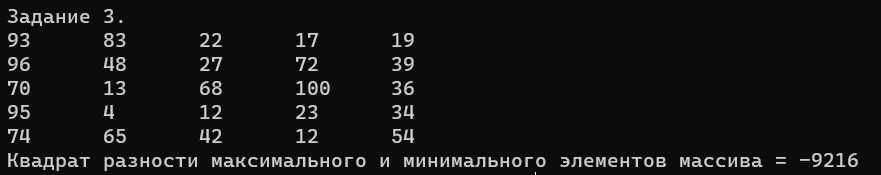 Задание 3.
93 83 22 17 19
96 48 27 72 39
70 13 68 100 36
95 4 12 23 34
74 65 42 12 54
Квадрат разности максимального и минимального элементов массива = -9216